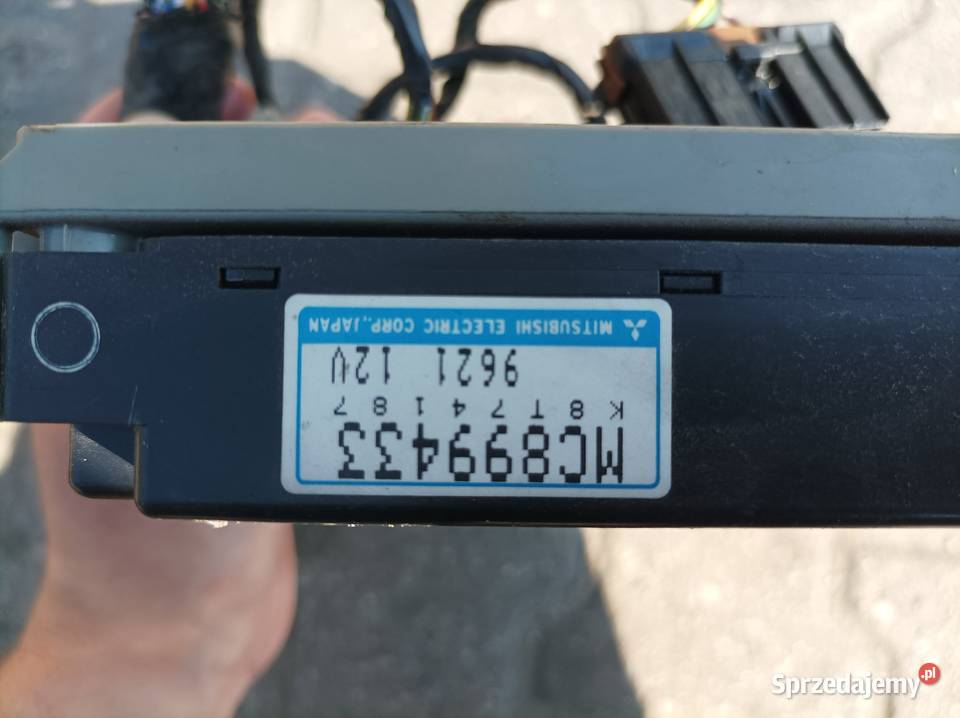 MC899433
K8T74187
9621 12V
MITSUBISHI ELECTRIC CORP., JAPAN
Sprzedajemy.pl